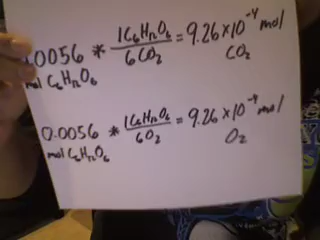 .0056 * 1C₆H₁₂O₆ / 6CO₂ = 9.26 × 10⁻⁴ mol CO₂
mol C₆H₁₂O₆
0.0056 * 1C₆H₁₂O₆ / 6O₂ = 9.26 × 10⁻⁴ mol O₂
mol C₆H₁₂O₆